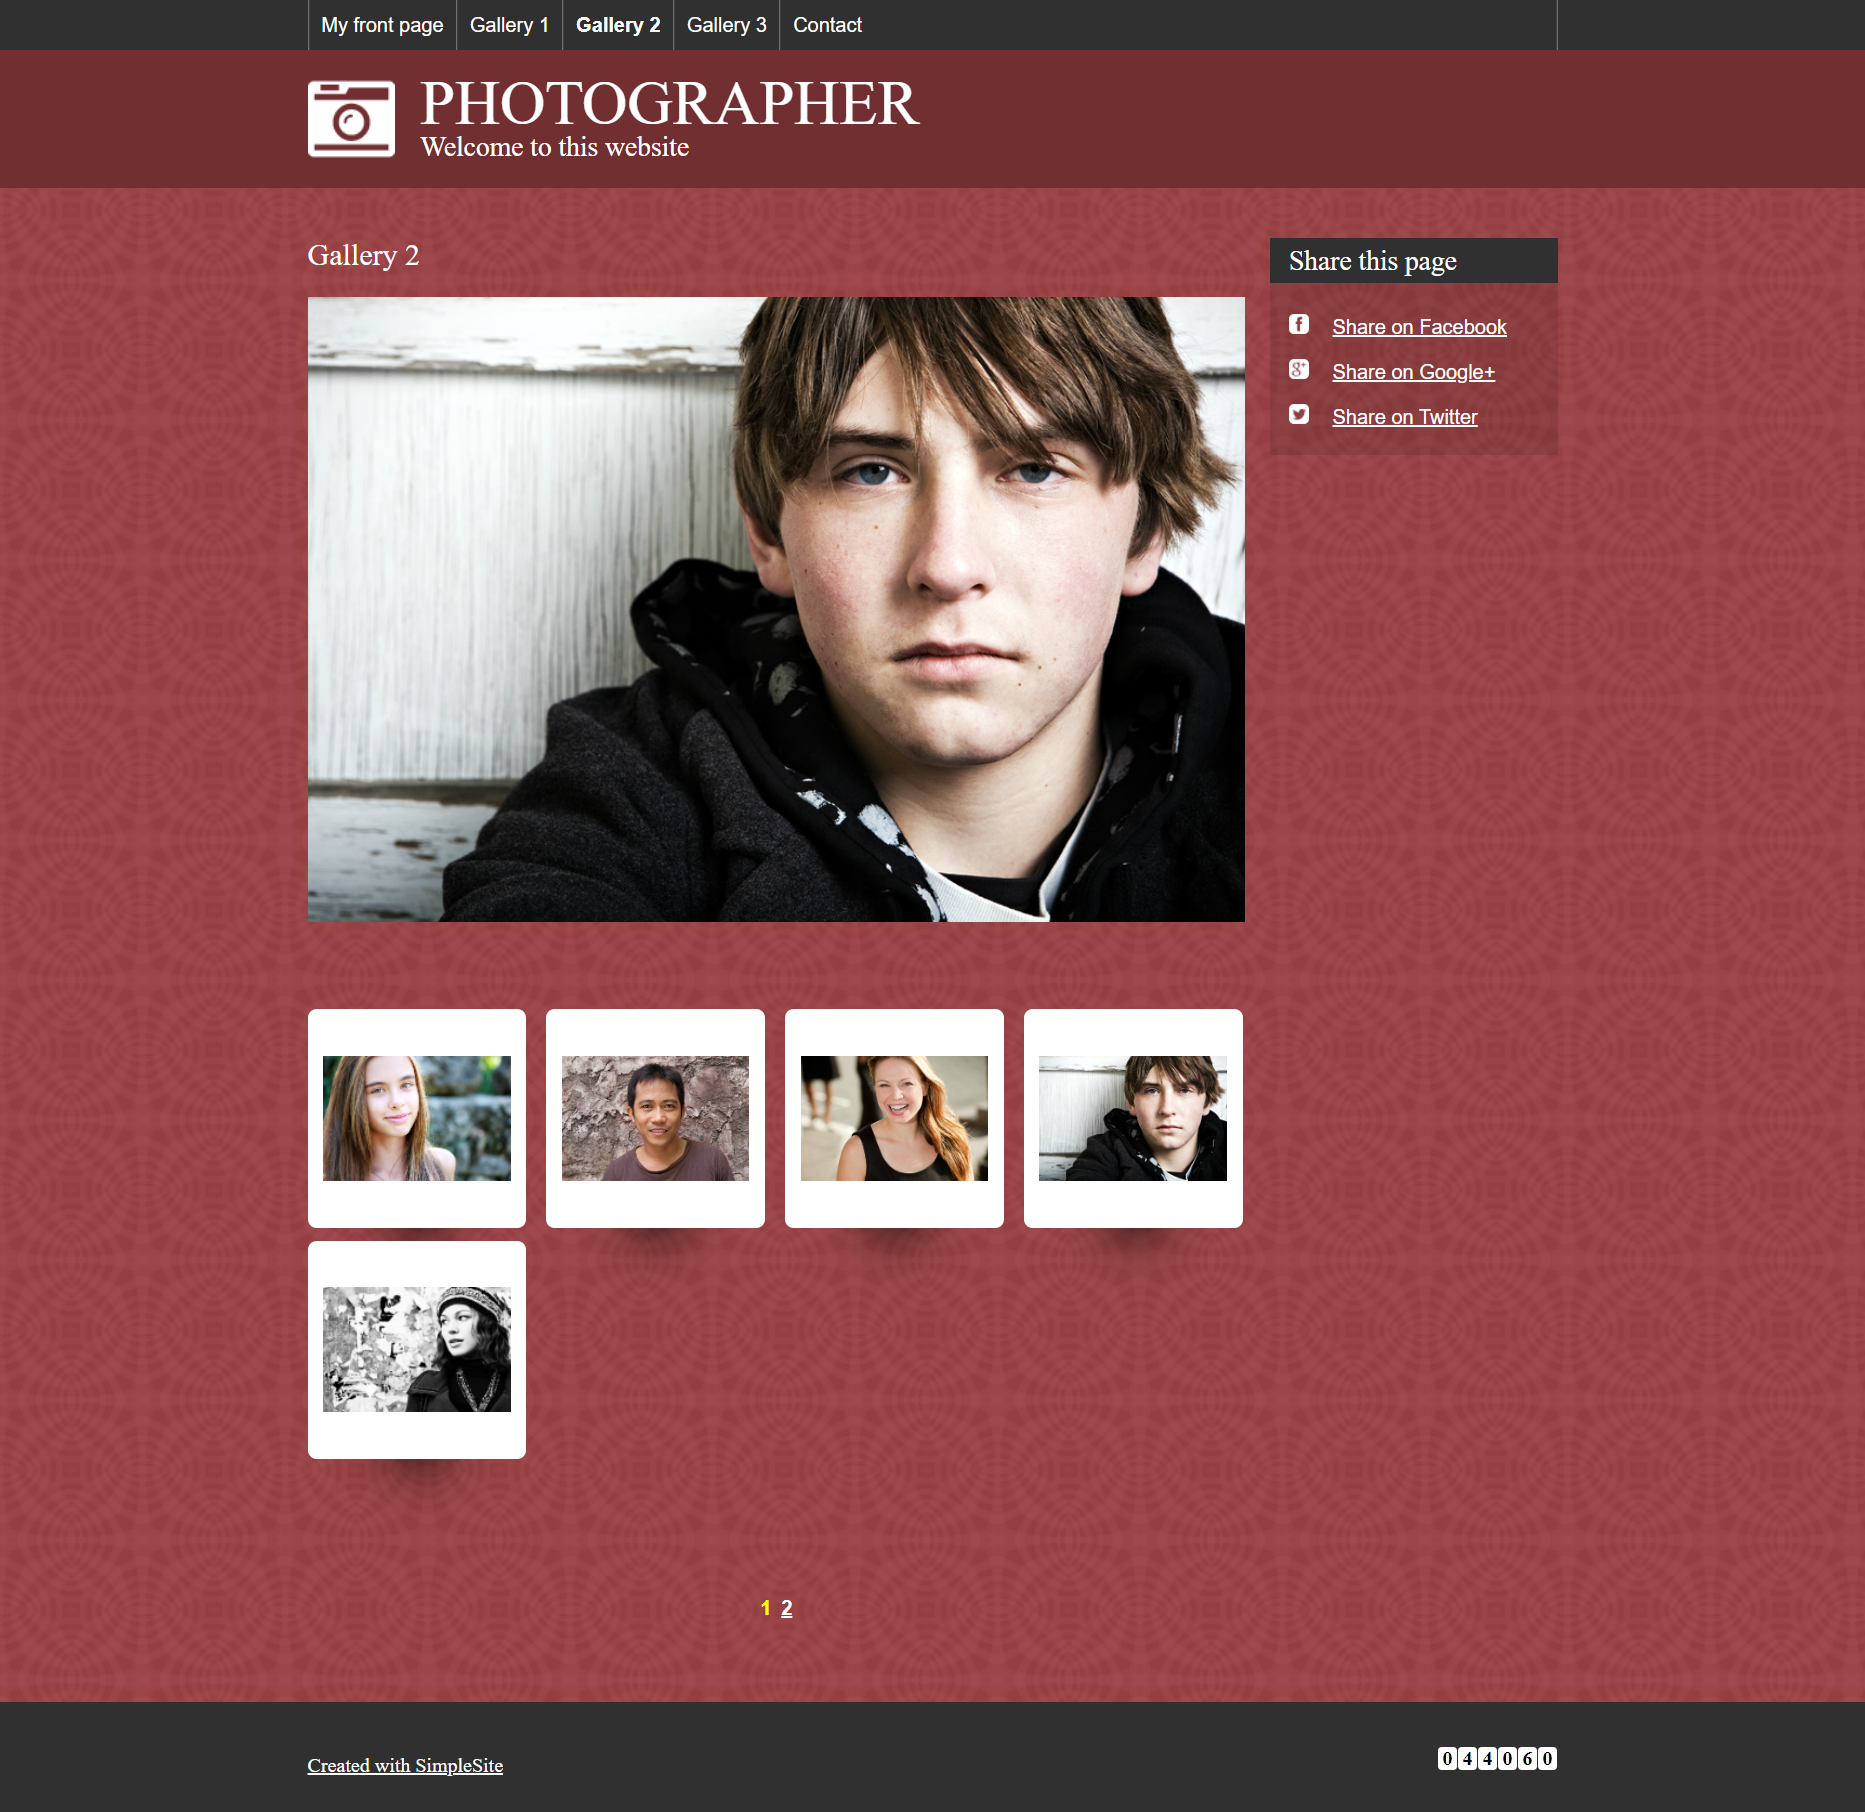 My front page
Gallery 1
Gallery 2
Gallery 3
Contact
PHOTOGRAPHER
Welcome to this website
Gallery 2
Share this page
Share on Facebook
Share on Google+
Share on Twitter
1 2
Created with SimpleSite
044060